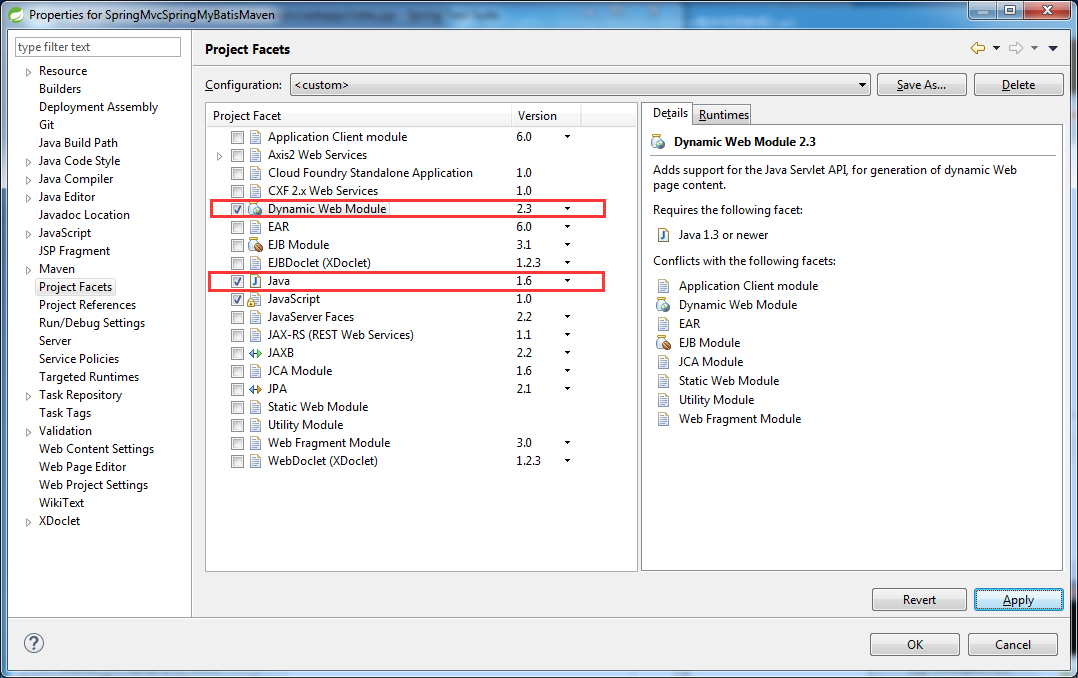 Properties for SpringMvcSpringMyBatisMaven
type filter text
Resource
Builders
Deployment Assembly
Git
Java Build Path
Java Code Style
Java Compiler
Java Editor
Javadoc Location
JavaScript
JSP Fragment
Maven
Project Facets
Project References
Run/Debug Settings
Server
Service Policies
Targeted Runtimes
Task Repository
Task Tags
Validation
Web Content Settings
Web Page Editor
Web Project Settings
WikiText
XDoclet
Project Facets
Configuration: <custom> Save As... Delete
Project Facet Version
Application Client module 6.0
Axis2 Web Services
Cloud Foundry Standalone Application 1.0
CXF 2.x Web Services 1.0
Dynamic Web Module 2.3
EAR 6.0
EJB Module 3.1
EJBDoclet (XDoclet) 1.2.3
Java 1.6
JavaScript 1.0
JavaServer Faces 2.2
JAX-RS (REST Web Services) 1.1
JAXB 2.2
JCA Module 1.6
JPA 2.1
Static Web Module
Utility Module
Web Fragment Module 3.0
WebDoclet (XDoclet) 1.2.3
Details Runtimes
Dynamic Web Module 2.3
Adds support for the Java Servlet API, for generation of dynamic Web
page content.
Requires the following facet:
Java 1.3 or newer
Conflicts with the following facets:
Application Client module
Dynamic Web Module
EAR
EJB Module
JCA Module
Static Web Module
Utility Module
Web Fragment Module
Revert Apply
OK Cancel